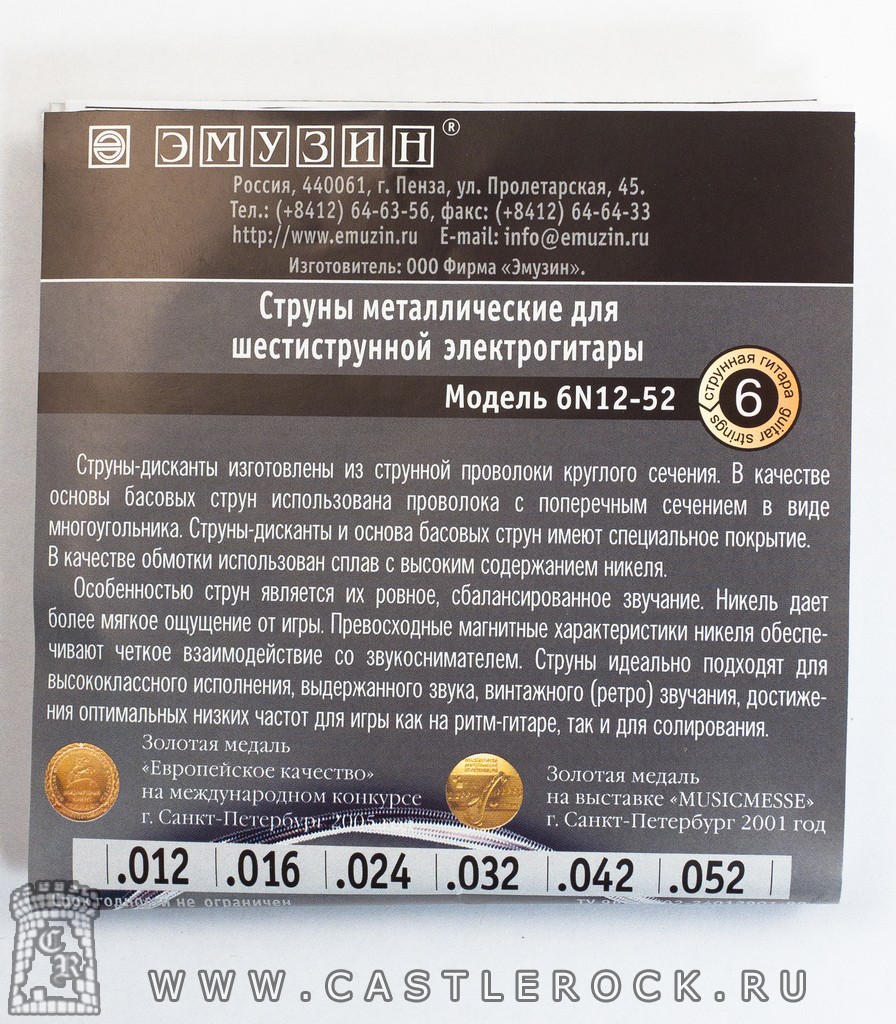 ЭМУЗИН®
Россия, 440061, г. Пенза, ул. Пролетарская, 45.
Тел.: (+8412) 64-63-56, факс: (+8412) 64-64-33
http://www.emuzin.ru E-mail: info@emuzin.ru
Изготовитель: ООО Фирма «Эмузин».
Струны металлические для
шестиструнной электрогитары
Модель 6N12-52
струнная гитара
6
guitar strings
Струны-дисканты изготовлены из струнной проволоки круглого сечения. В качестве
основы басовых струн использована проволока с поперечным сечением в виде
многоугольника. Струны-дисканты и основа басовых струн имеют специальное покрытие.
В качестве обмотки использован сплав с высоким содержанием никеля.
Особенностью струн является их ровное, сбалансированное звучание. Никель дает
более мягкое ощущение от игры. Превосходные магнитные характеристики никеля обеспе-
чивают четкое взаимодействие со звукоснимателем. Струны идеально подходят для
высококлассного исполнения, выдержанного звука, винтажного (ретро) звучания, достиже-
ния оптимальных низких частот для игры как на ритм-гитаре, так и для солирования.
Золотая медаль
«Европейское качество»
на международном конкурсе
г. Санкт-Петербург 2005
Золотая медаль
на выставке «MUSICMESSE»
г. Санкт-Петербург 2001 год
.012 .016 .024 .032 .042 .052
Срок годности не ограничен
CR
WWW.CASTLEROCK.RU